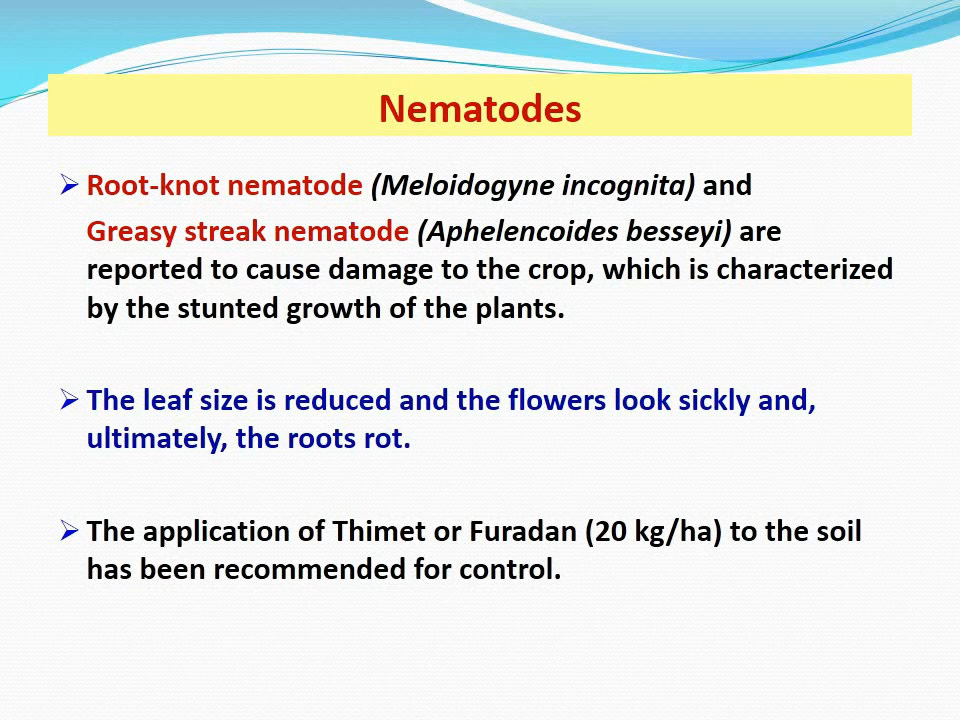 Nematodes
Root-knot nematode (Meloidogyne incognita) and
Greasy streak nematode (Aphelencoides besseyi) are
reported to cause damage to the crop, which is characterized
by the stunted growth of the plants.
The leaf size is reduced and the flowers look sickly and,
ultimately, the roots rot.
The application of Thimet or Furadan (20 kg/ha) to the soil
has been recommended for control.